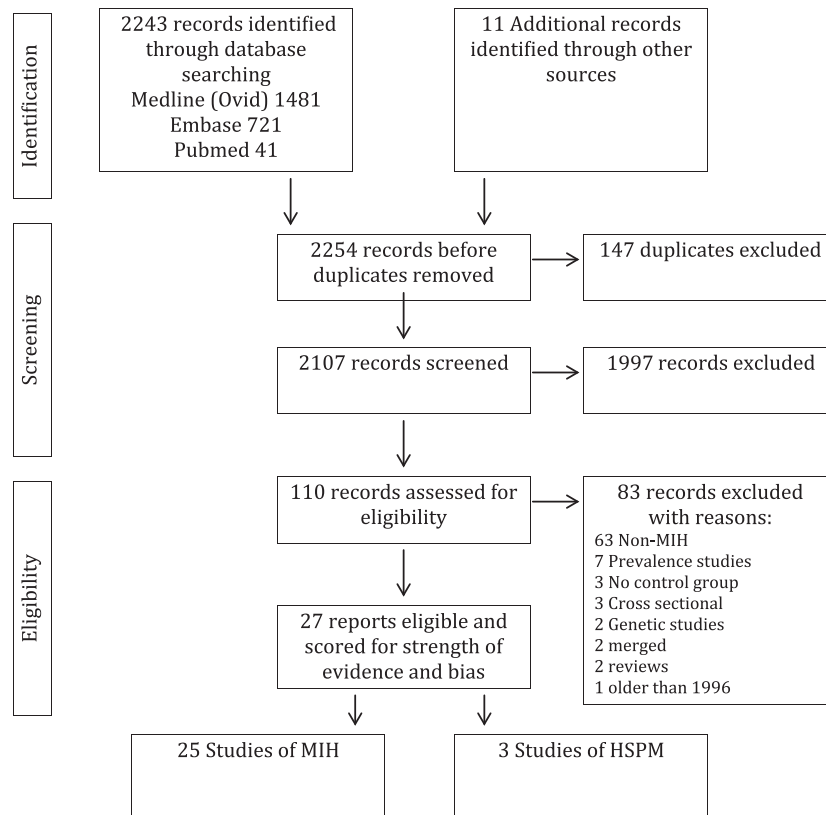 Identification
2243 records identified
through database
searching
Medline (Ovid) 1481
Embase 721
Pubmed 41
11 Additional records
identified through other
sources
Screening
2254 records before
duplicates removed
147 duplicates excluded
2107 records screened
1997 records excluded
Eligibility
110 records assessed for
eligibility
83 records excluded
with reasons:
63 Non-MIH
7 Prevalence studies
3 No control group
3 Cross sectional
2 Genetic studies
2 merged
2 reviews
1 older than 1996
27 reports eligible and
scored for strength of
evidence and bias
25 Studies of MIH
3 Studies of HSPM